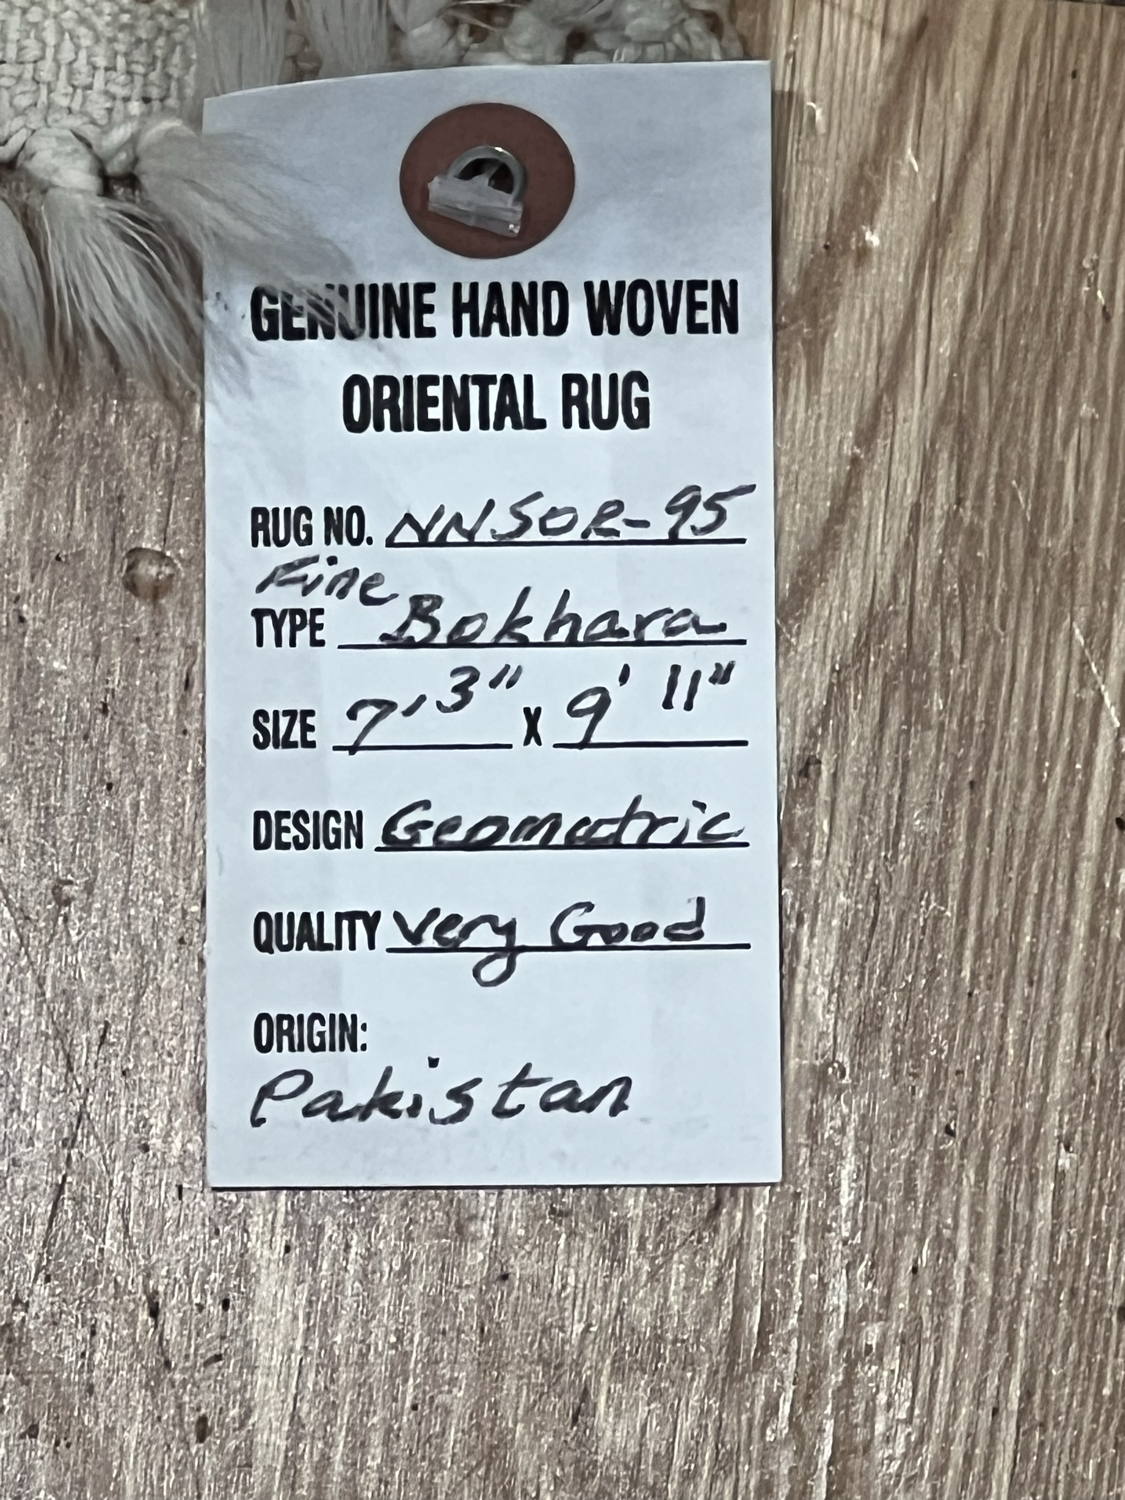 GENUINE HAND WOVEN
ORIENTAL RUG
RUG NO. NNSOR-95
Fine
TYPE Bokhara
SIZE 7' 3" X 9' 11"
DESIGN Geometric
QUALITY Very Good
ORIGIN:
Pakistan